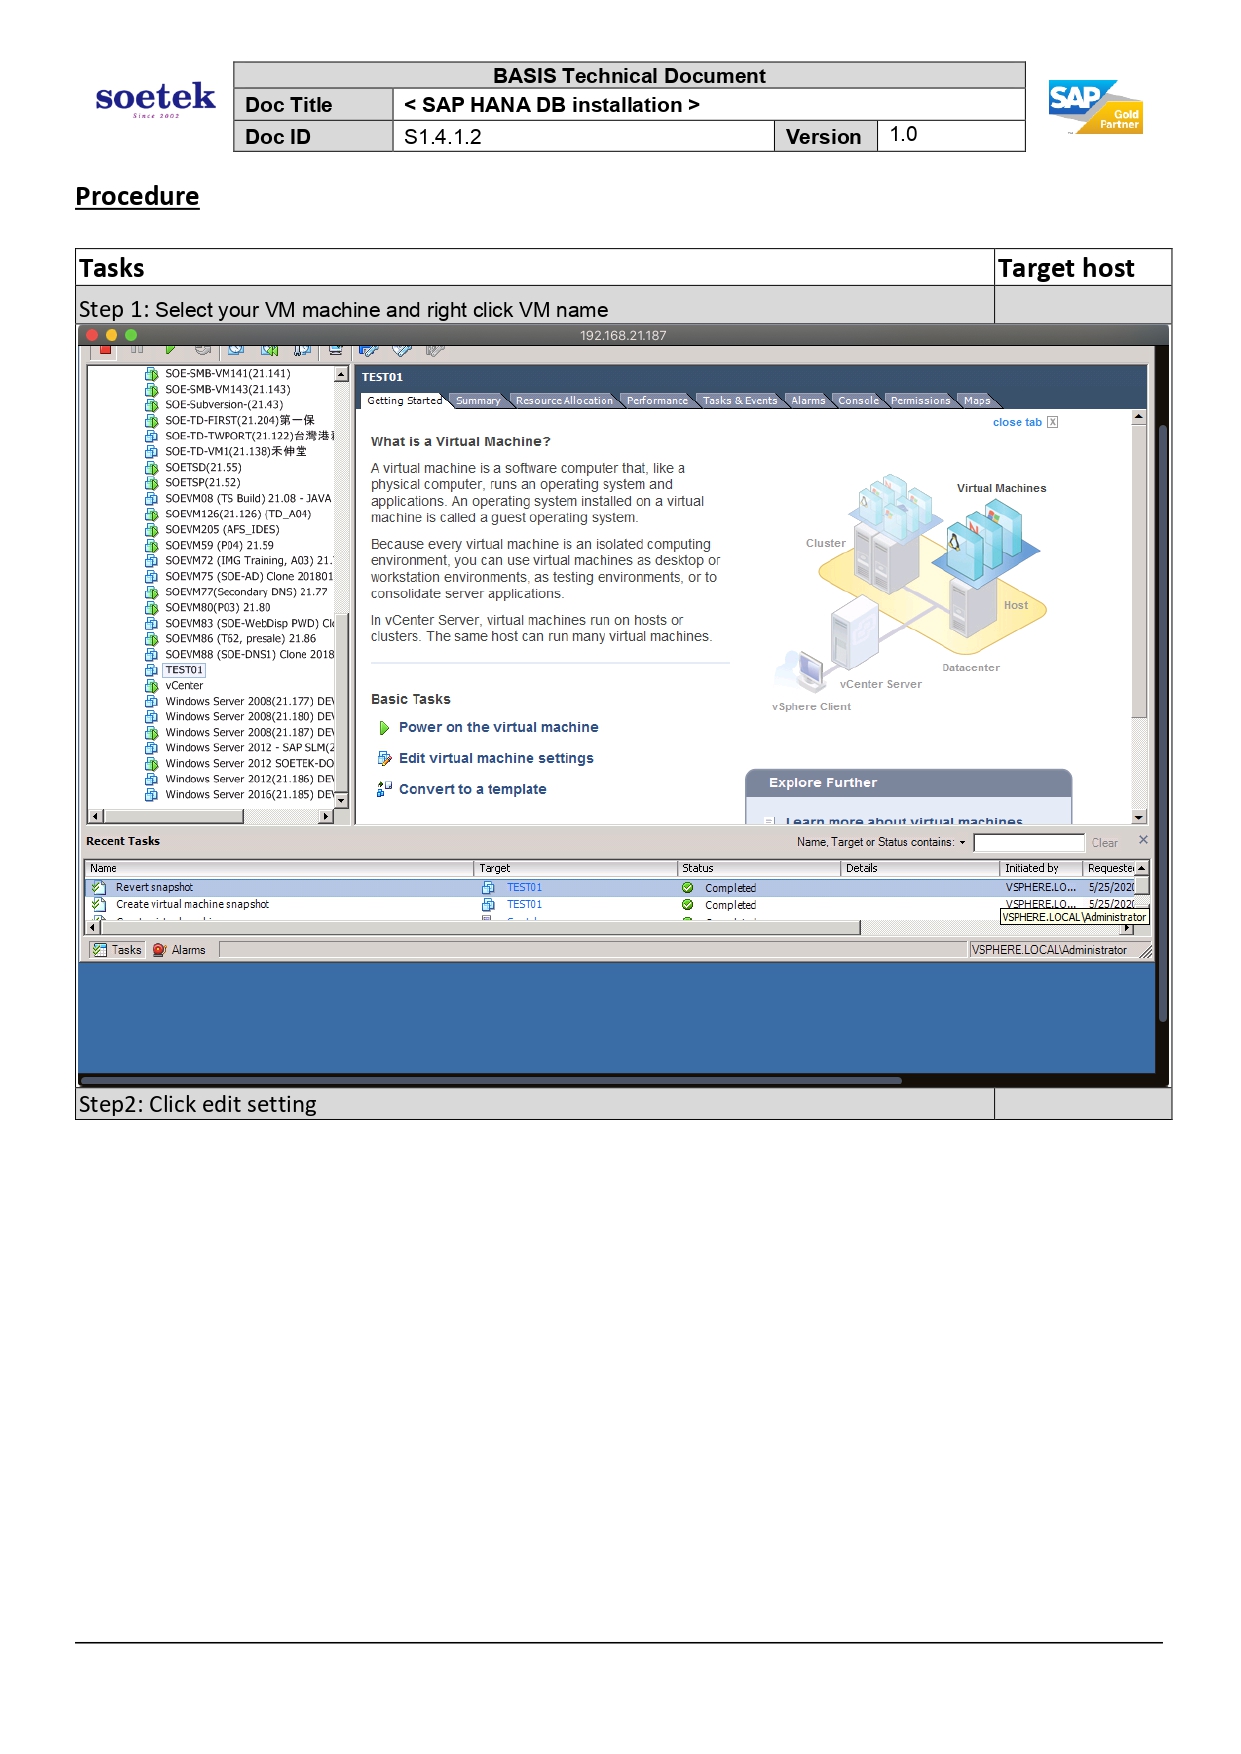 soetek
Since 2002
BASIS Technical Document
Doc Title < SAP HANA DB installation >
Doc ID S1.4.1.2 Version 1.0
SAP Gold Partner
Procedure
Tasks Target host
Step 1: Select your VM machine and right click VM name
192.168.21.187
SOE-SMB-VM141(21.141)
SOE-SMB-VM143(21.143)
SOE-Subversion-(21.43)
SOE-TD-FIRST(21.204)第一保
SOE-TD-TWPORT(21.122)台灣港
SOE-TD-VM1(21.138)禾伸堂
SOETSD(21.55)
SOETSP(21.52)
SOEVM08 (TS Build) 21.08 - JAVA
SOEVM126(21.126) (TD_A04)
SOEVM205 (AFS_IDES)
SOEVM59 (P04) 21.59
SOEVM72 (IMG Training, A03) 21.
SOEVM75 (SOE-AD) Clone 201801
SOEVM77(Secondary DNS) 21.77
SOEVM80(P03) 21.80
SOEVM83 (SOE-WebDisp PWD) Cl
SOEVM86 (T62, presale) 21.86
SOEVM88 (SOE-DNS1) Clone 2018
TEST01
vCenter
Windows Server 2008(21.177) DEV
Windows Server 2008(21.180) DEV
Windows Server 2008(21.187) DEV
Windows Server 2012 - SAP SLM(2
Windows Server 2012 SOETEK-DO
Windows Server 2012(21.186) DEV
Windows Server 2016(21.185) DEV
TEST01
Getting Started Summary Resource Allocation Performance Tasks & Events Alarms Console Permissions Maps
close tab X
What is a Virtual Machine?
A virtual machine is a software computer that, like a
physical computer, runs an operating system and
applications. An operating system installed on a virtual
machine is called a guest operating system.
Because every virtual machine is an isolated computing
environment, you can use virtual machines as desktop or
workstation environments, as testing environments, or to
consolidate server applications.
In vCenter Server, virtual machines run on hosts or
clusters. The same host can run many virtual machines.
Virtual Machines
Cluster
Host
Datacenter
vCenter Server
vSphere Client
Basic Tasks
Power on the virtual machine
Edit virtual machine settings
Convert to a template
Explore Further
Learn more about virtual machines
Recent Tasks Name, Target or Status contains: Clear
Name Target Status Details Initiated by Requested
Revert snapshot TEST01 Completed VSPHERE.LO... 5/25/2020
Create virtual machine snapshot TEST01 Completed VSPHERE.LO... 5/25/2020
VSPHERE.LOCAL\Administrator
Tasks Alarms VSPHERE.LOCAL\Administrator
Step2: Click edit setting